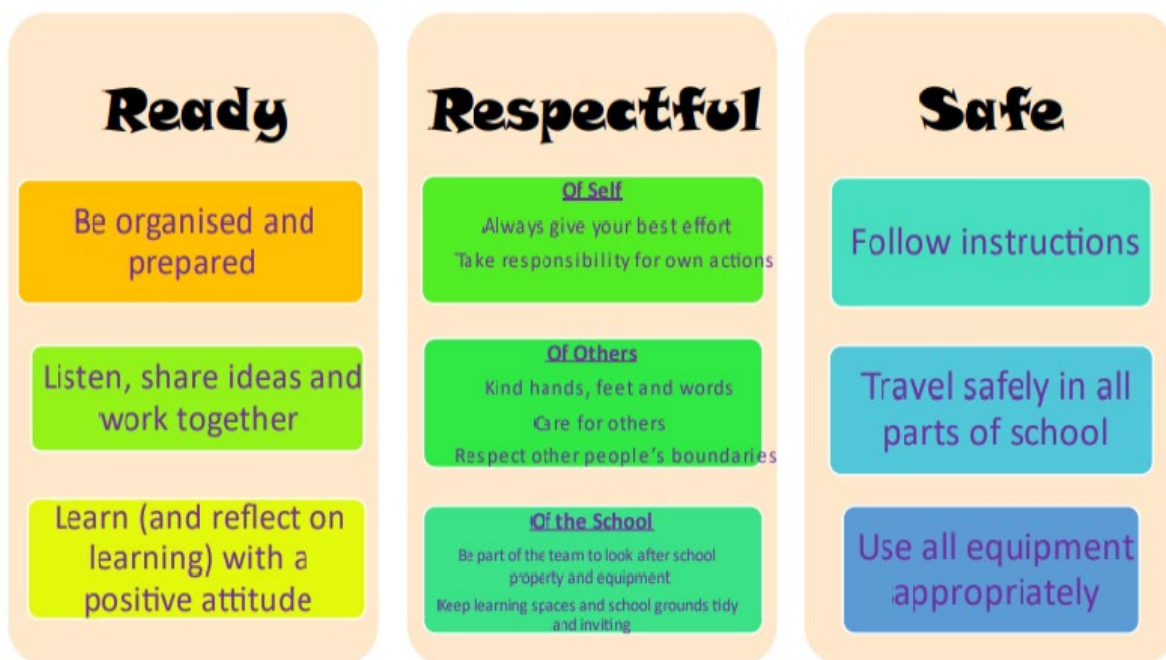 Ready
Be organised and
prepared
Listen, share ideas and
work together
Learn (and reflect on
learning) with a
positive attitude
Respectful
Of Self
Always give your best effort
Take responsibility for own actions
Of Others
Kind hands, feet and words
Care for others
Respect other people's boundaries
Of the School
Be part of the team to look after school
property and equipment
Keep learning spaces and school grounds tidy
and inviting
Safe
Follow instructions
Travel safely in all
parts of school
Use all equipment
appropriately